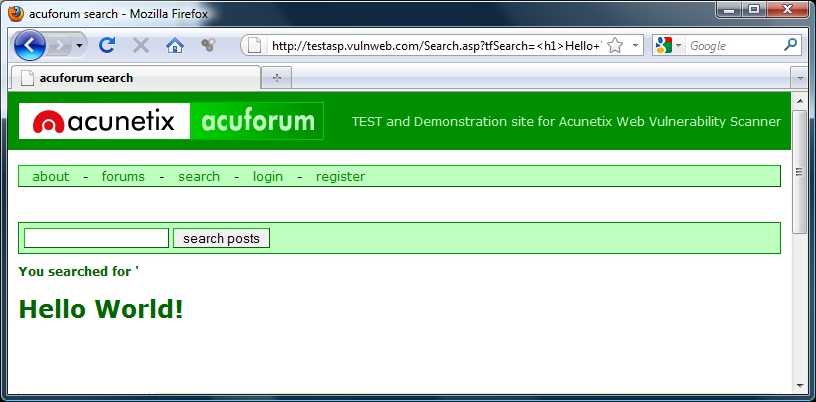 acuforum search - Mozilla Firefox
http://testasp.vulnweb.com/Search.asp?tfSearch=<h1>Hello+
Google
acuforum search
acunetix acuforum TEST and Demonstration site for Acunetix Web Vulnerability Scanner
about - forums - search - login - register
search posts
You searched for '
Hello World!